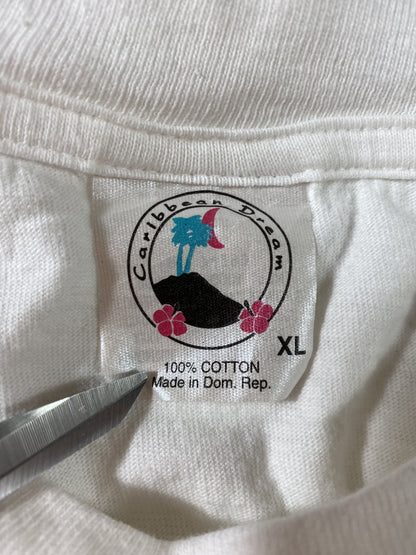 Caribbean Dream
XL
100% COTTON
Made in Dom. Rep.